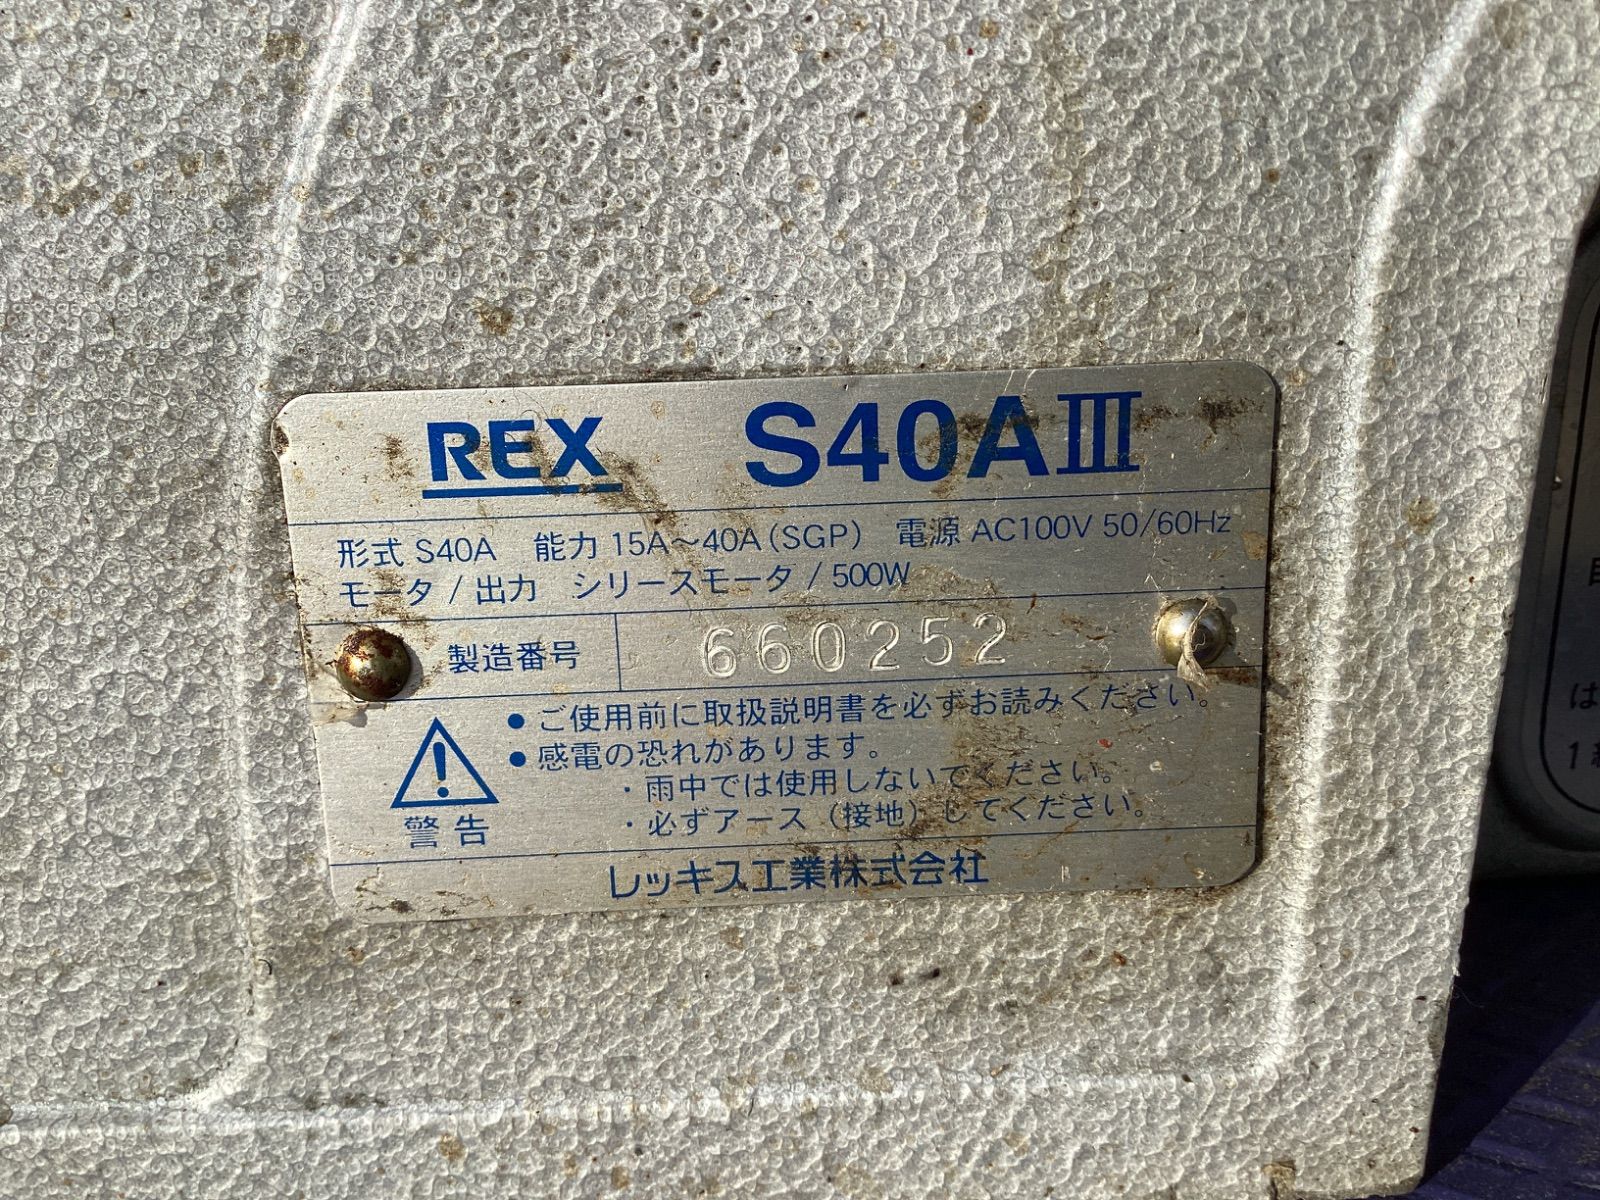 REX S40AⅢ
形式 S40A 能力 15A～40A(SGP) 電源 AC100V 50/60Hz
モータ / 出力 シリースモータ / 500W
製造番号 660252
●ご使用前に取扱説明書を必ずお読みください。
●感電の恐れがあります。
・雨中では使用しないでください。
・必ずアース（接地）してください。
警告
レッキス工業株式会社
は
1